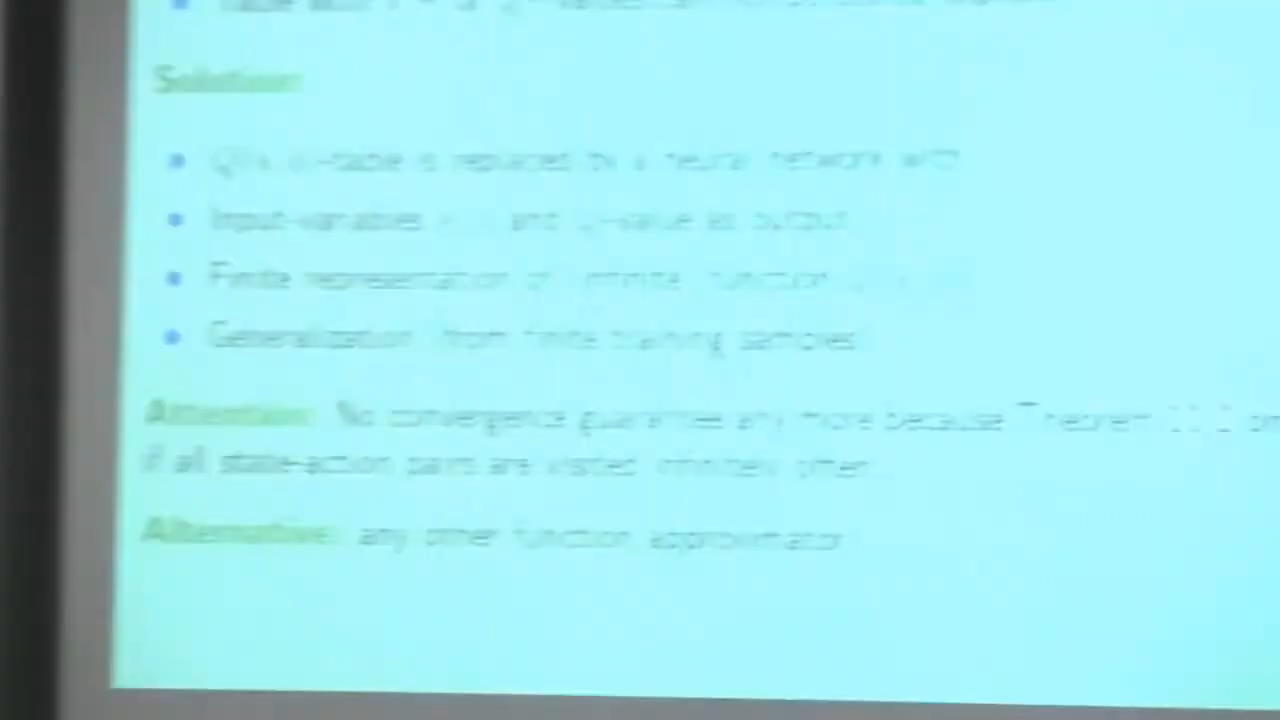 Solution:
-table is replaced by a neural network with
Input-variables and Q-value as output
Finite representation of infinite function
Generalization from finite training samples
Attention: No convergence guarantee any more because Theorem
if all state-action pairs are visited infinitely often.
Alternative: any other function approximator